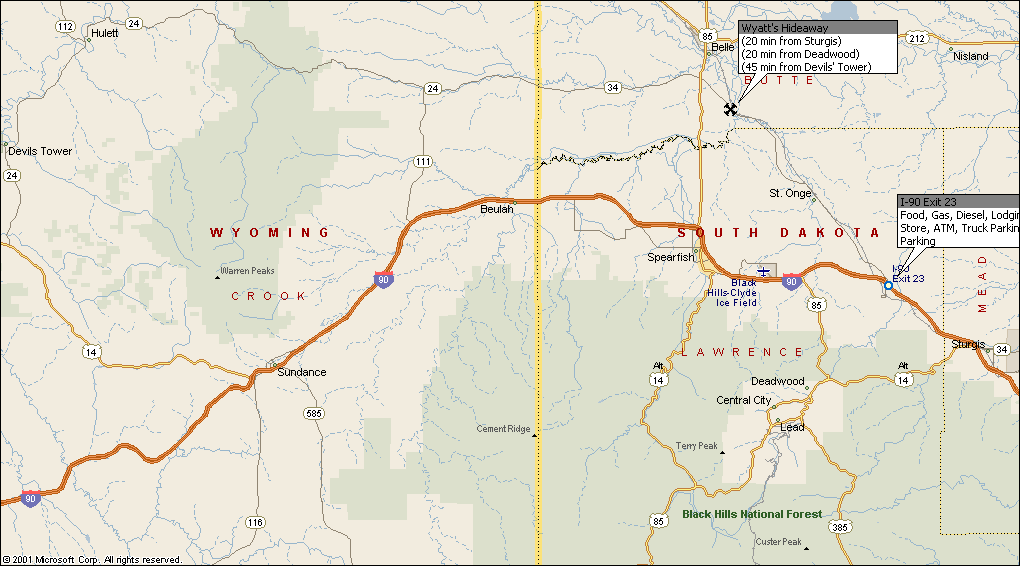 112
24
Hulett
85
Belle
Wyatt's Hideaway
(20 min from Sturgis)
(20 min from Deadwood)
(45 min from Devils' Tower)
212
Nisland
BUTTE
24
34
Devils Tower
24
111
St. Onge
Beulah
I-90 Exit 23
Food, Gas, Diesel, Lodgin
Store, ATM, Truck Parkin
Parking
WYOMING
SOUTH DAKOTA
Spearfish
Warren Peaks
90
Black
Hills-Clyde
Ice Field
90
Exit 23
MEAD
CROOK
85
14
LAWRENCE
Sturgis
34
Sundance
Alt
14
Alt
14
Deadwood
Central City
585
Lead
Cement Ridge
Terry Peak
90
116
85
Black Hills National Forest
385
Custer Peak
© 2001 Microsoft Corp. All rights reserved.